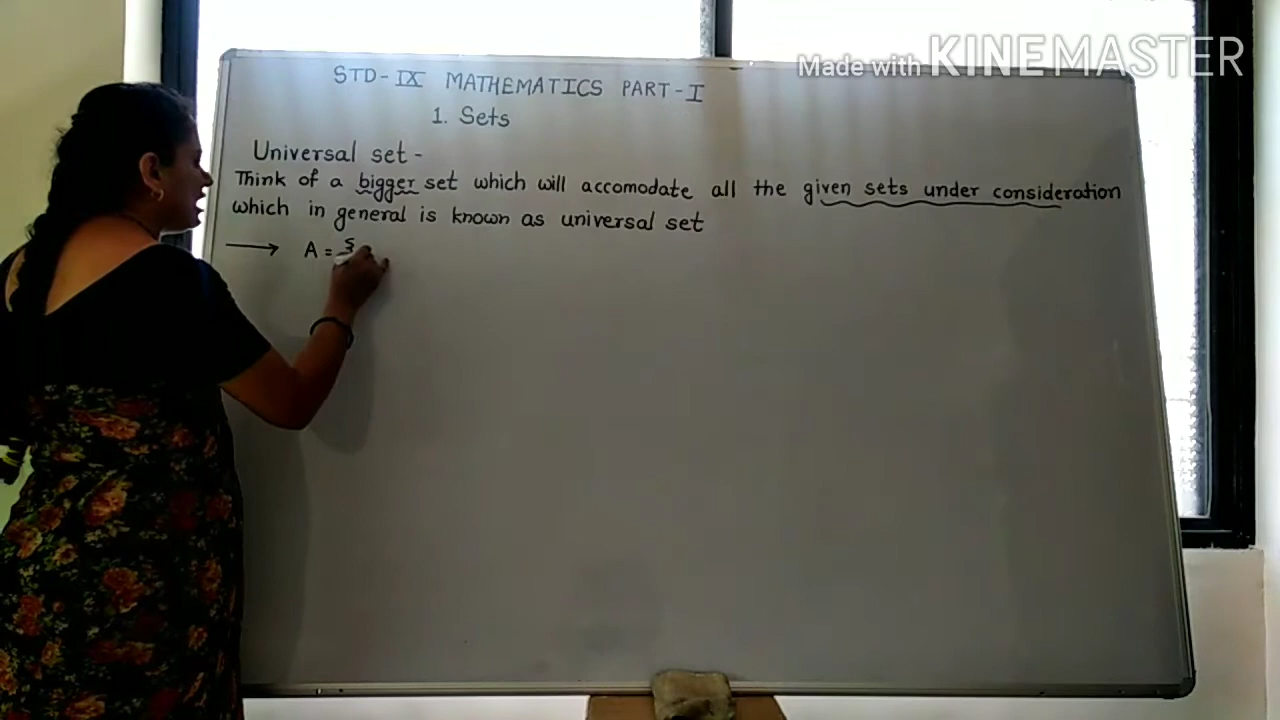 Made with KINEMASTER
STD-IX MATHEMATICS PART-I
1. Sets
Universal set -
Think of a bigger set which will accomodate all the given sets under consideration
which in general is known as universal set
→ A = {